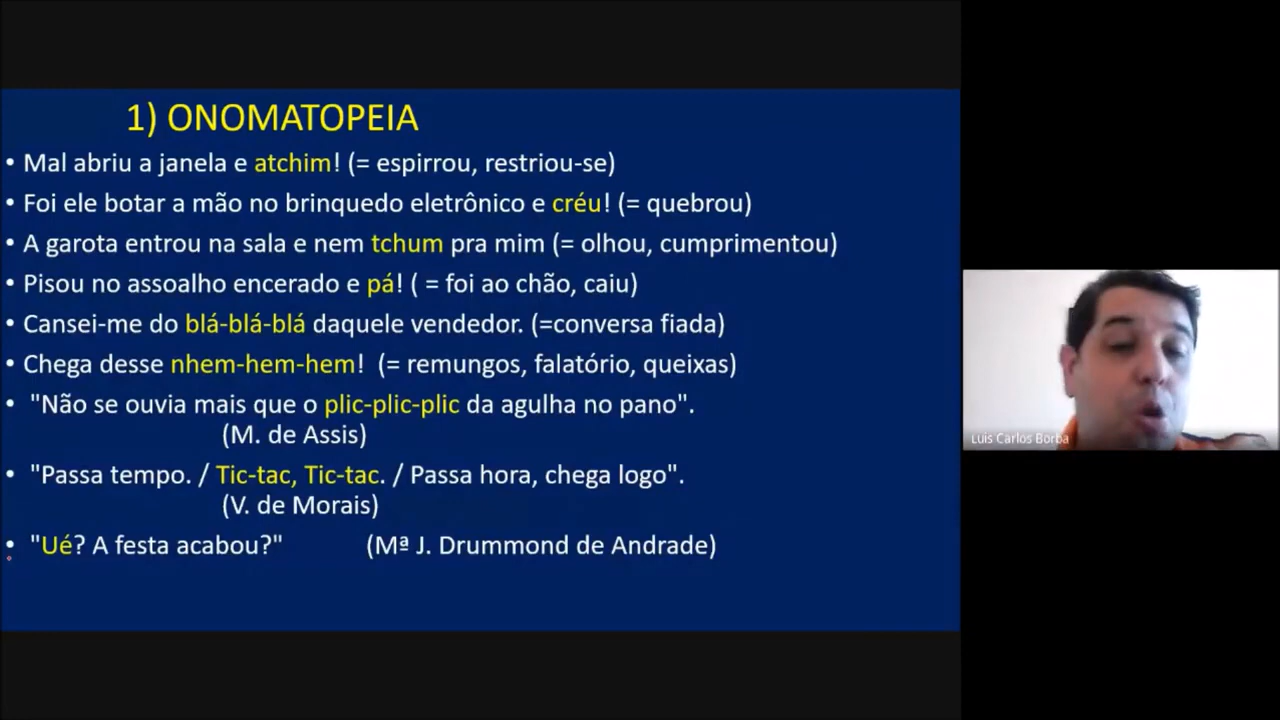 1) ONOMATOPEIA
• Mal abriu a janela e atchim! (= espirrou, restriou-se)
• Foi ele botar a mão no brinquedo eletrônico e créu! (= quebrou)
• A garota entrou na sala e nem tchum pra mim (= olhou, cumprimentou)
• Pisou no assoalho encerado e pá! ( = foi ao chão, caiu)
• Cansei-me do blá-blá-blá daquele vendedor. (=conversa fiada)
• Chega desse nhem-hem-hem! (= remungos, falatório, queixas)
• "Não se ouvia mais que o plic-plic-plic da agulha no pano".
(M. de Assis)
• "Passa tempo. / Tic-tac, Tic-tac. / Passa hora, chega logo".
(V. de Morais)
• "Ué? A festa acabou?" (Mª J. Drummond de Andrade)
Luis Carlos Borba